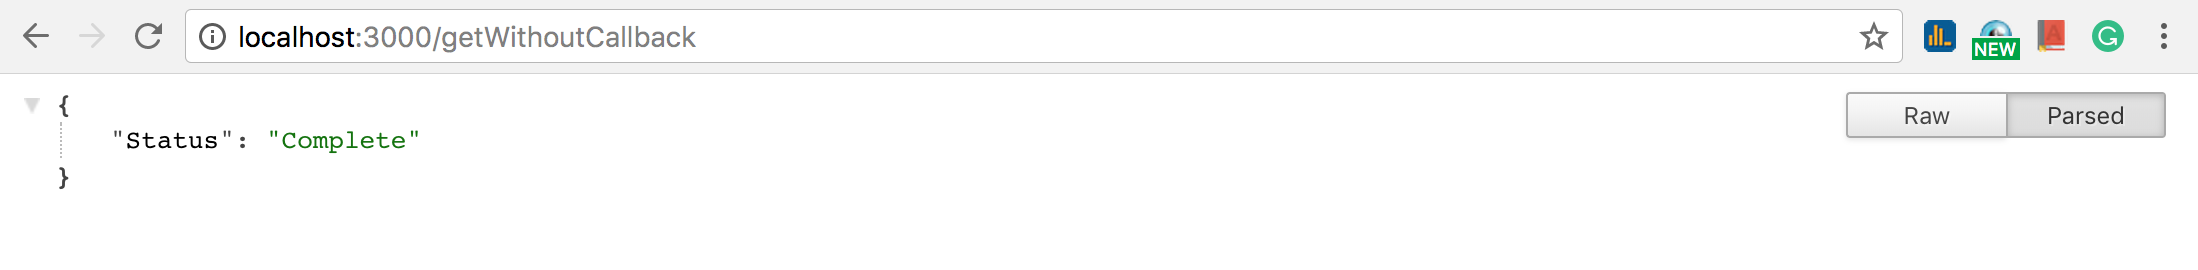 localhost:3000/getWithoutCallback
NEW
A
G
{
Raw
Parsed
"Status": "Complete"
}